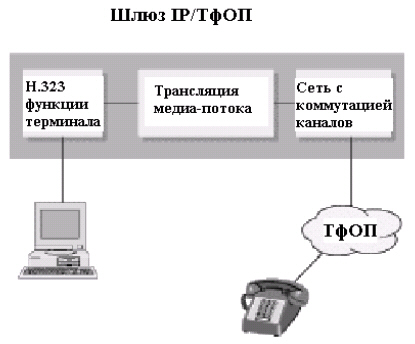 Шлюз IP/ТфОП
Н.323
функции
терминала
Трансляция
медиа-потока
Сеть с
коммутацией
каналов
ТфОП